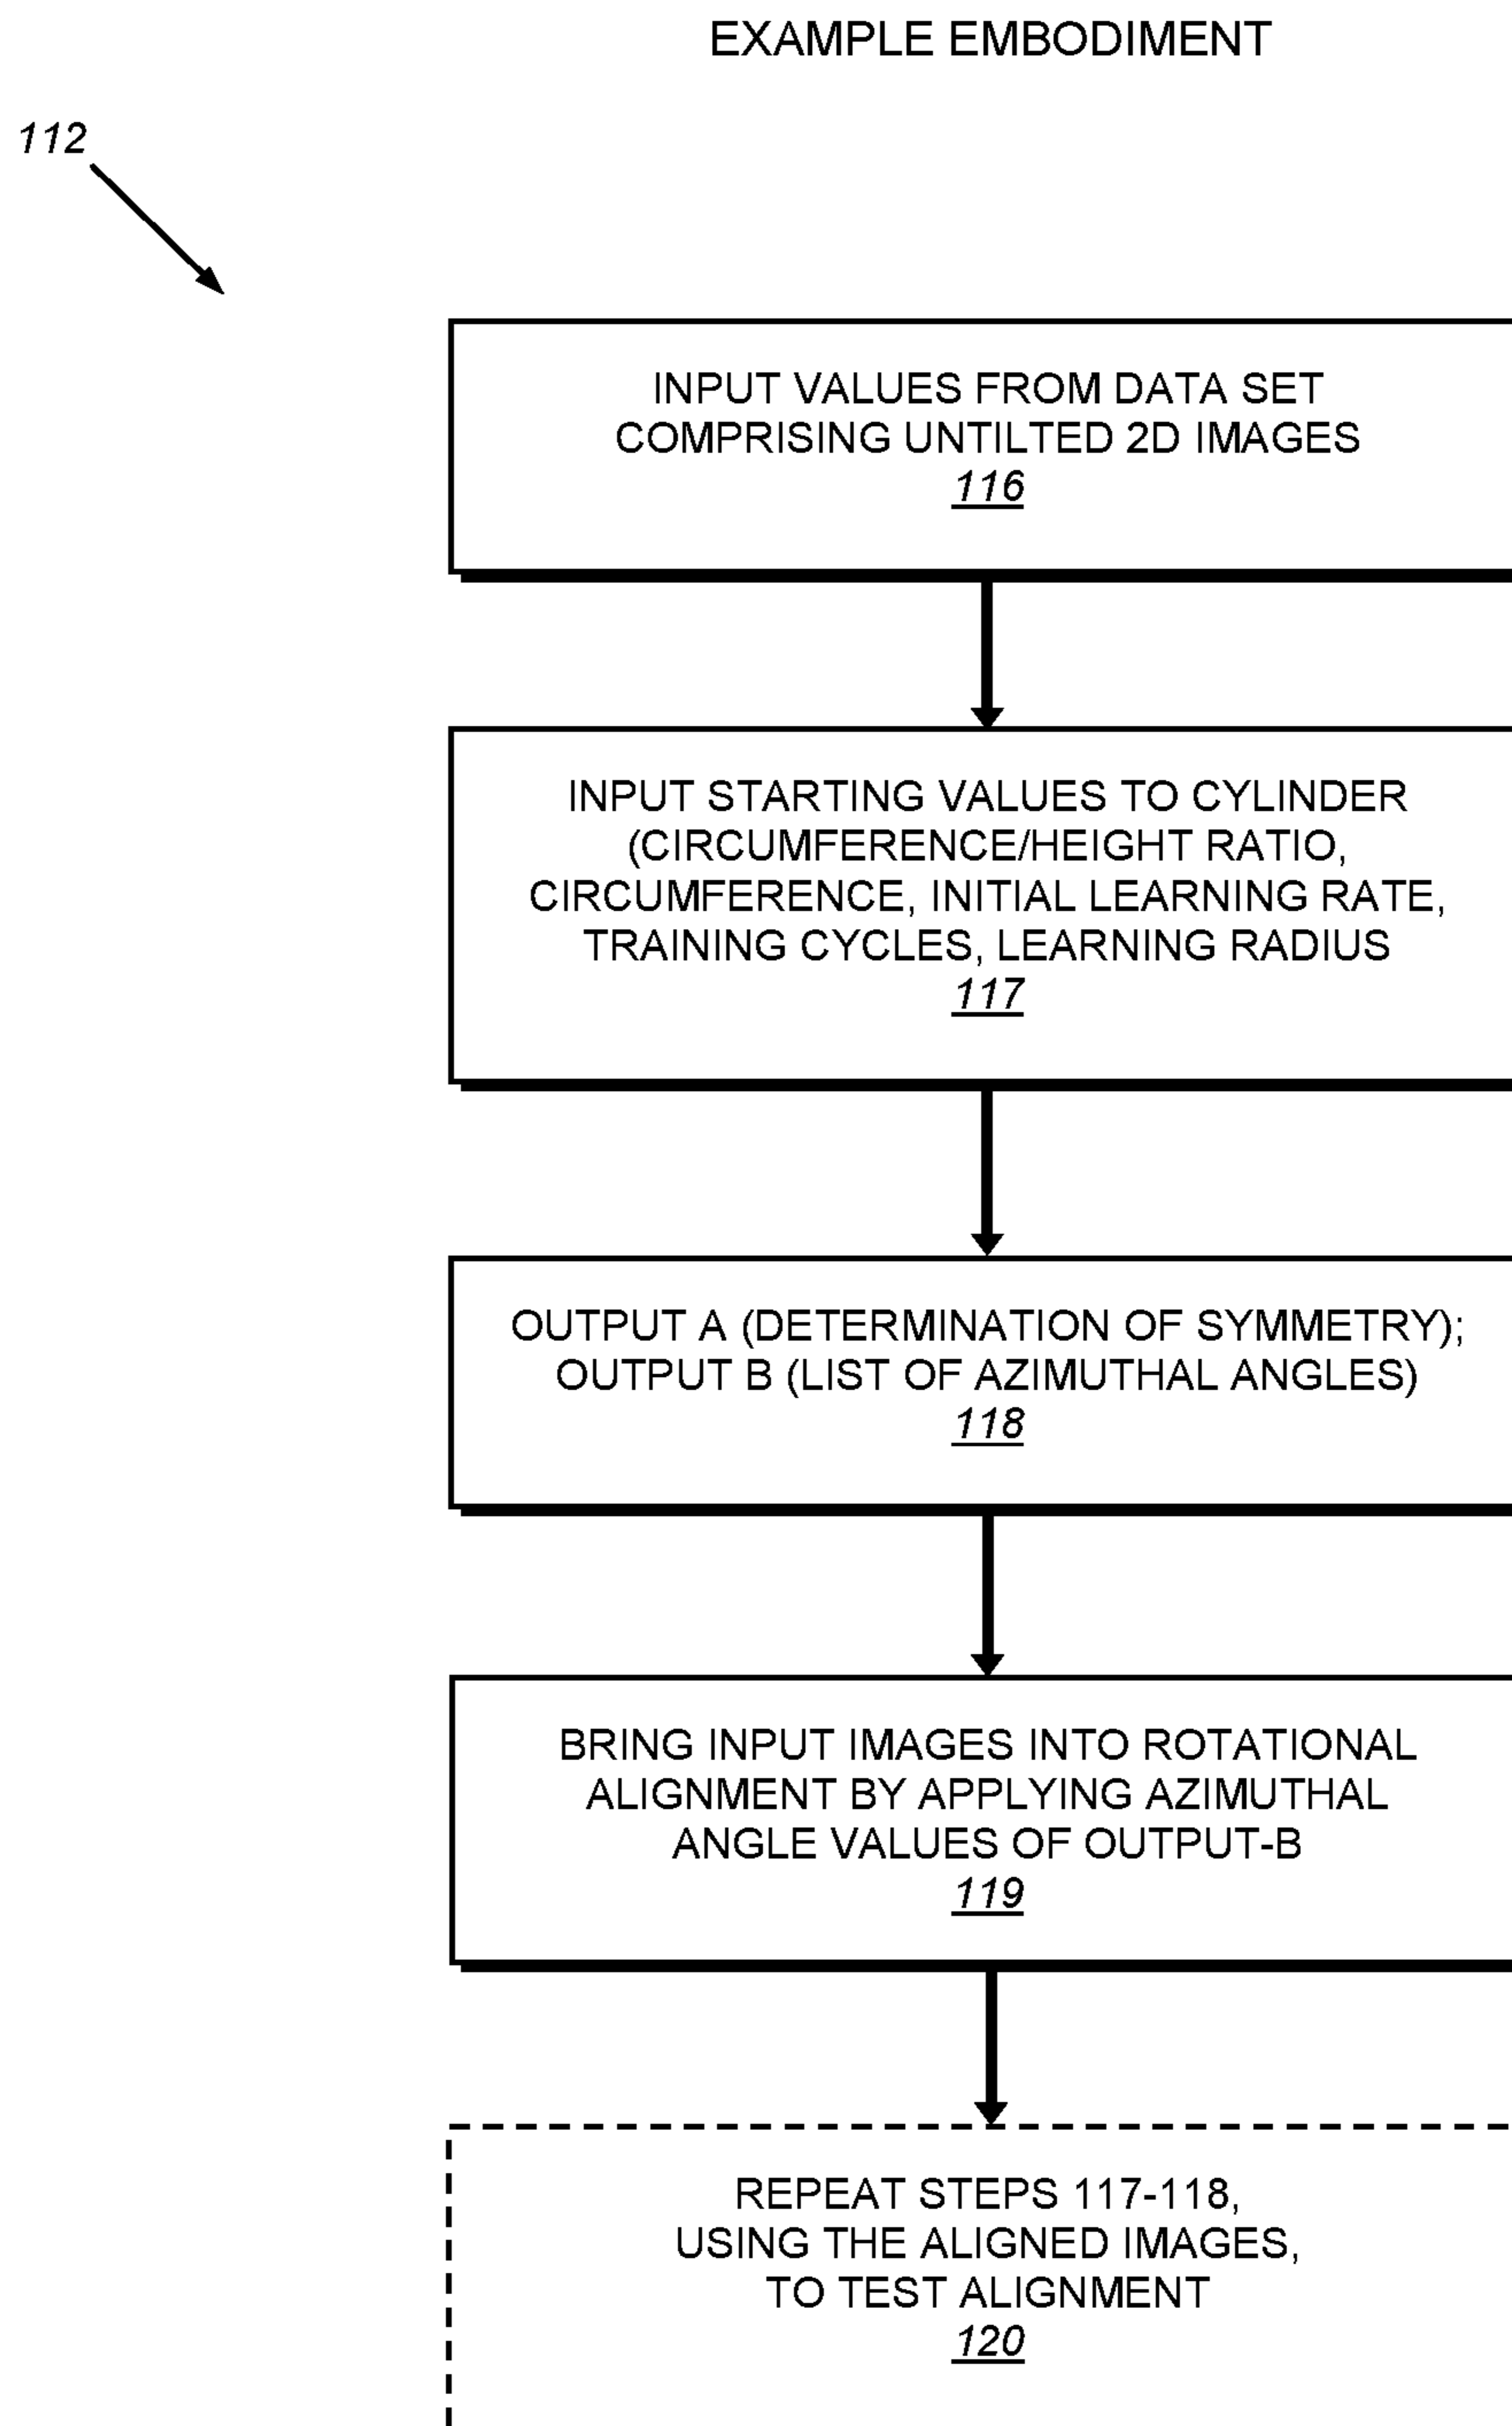 EXAMPLE EMBODIMENT
112
INPUT VALUES FROM DATA SET
COMPRISING UNTILTED 2D IMAGES
116
INPUT STARTING VALUES TO CYLINDER
(CIRCUMFERENCE/HEIGHT RATIO,
CIRCUMFERENCE, INITIAL LEARNING RATE,
TRAINING CYCLES, LEARNING RADIUS
117
OUTPUT A (DETERMINATION OF SYMMETRY);
OUTPUT B (LIST OF AZIMUTHAL ANGLES)
118
BRING INPUT IMAGES INTO ROTATIONAL
ALIGNMENT BY APPLYING AZIMUTHAL
ANGLE VALUES OF OUTPUT-B
119
REPEAT STEPS 117-118,
USING THE ALIGNED IMAGES,
TO TEST ALIGNMENT
120